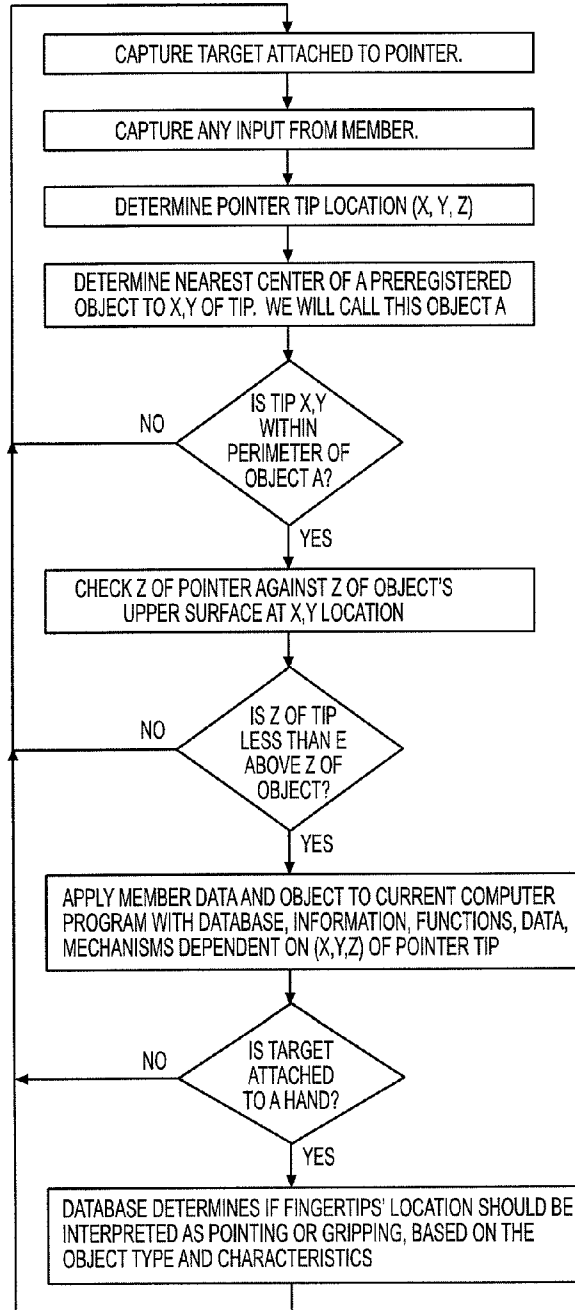 CAPTURE TARGET ATTACHED TO POINTER.
CAPTURE ANY INPUT FROM MEMBER.
DETERMINE POINTER TIP LOCATION (X, Y, Z)
DETERMINE NEAREST CENTER OF A PREREGISTERED
OBJECT TO X,Y OF TIP. WE WILL CALL THIS OBJECT A
IS TIP X,Y
WITHIN
PERIMETER OF
OBJECT A?
NO
YES
CHECK Z OF POINTER AGAINST Z OF OBJECT'S
UPPER SURFACE AT X,Y LOCATION
IS Z OF TIP
LESS THAN E
ABOVE Z OF
OBJECT?
NO
YES
APPLY MEMBER DATA AND OBJECT TO CURRENT COMPUTER
PROGRAM WITH DATABASE, INFORMATION, FUNCTIONS, DATA,
MECHANISMS DEPENDENT ON (X,Y,Z) OF POINTER TIP
IS TARGET
ATTACHED
TO A HAND?
NO
YES
DATABASE DETERMINES IF FINGERTIPS' LOCATION SHOULD BE
INTERPRETED AS POINTING OR GRIPPING, BASED ON THE
OBJECT TYPE AND CHARACTERISTICS